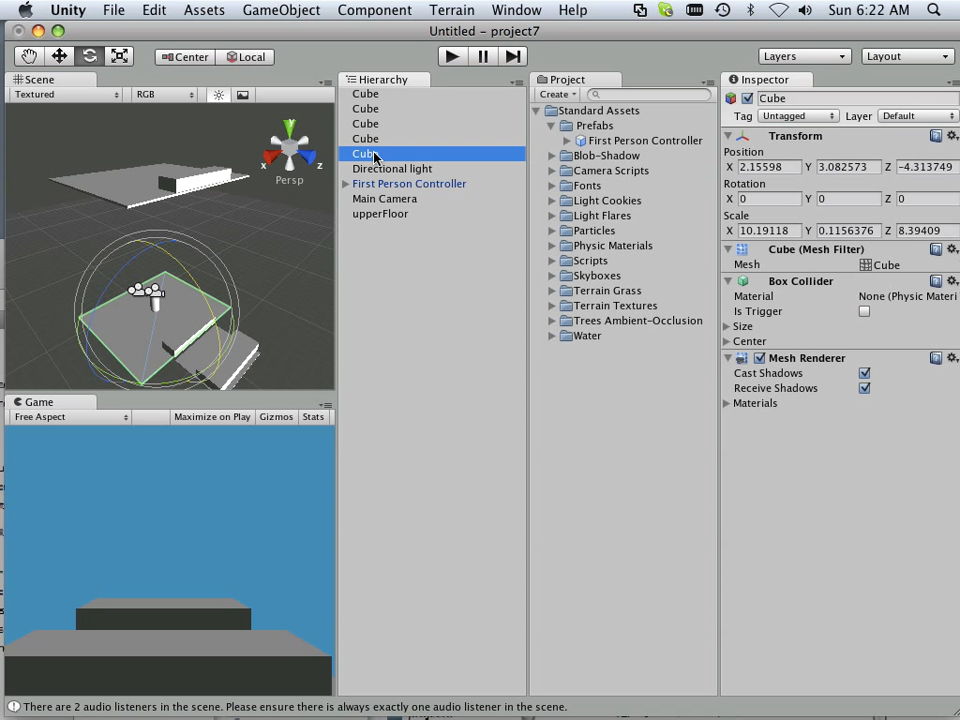 Unity File Edit Assets GameObject Component Terrain Window Help Sun 6:22 AM
Untitled - project7
Center Local Layers Layout
Scene
Textured RGB
y
x z
Persp
Game
Free Aspect Maximize on Play Gizmos Stats
Hierarchy
Cube
Cube
Cube
Cube
Cube
Directional light
First Person Controller
Main Camera
upperFloor
Project
Create
Standard Assets
Prefabs
First Person Controller
Blob-Shadow
Camera Scripts
Fonts
Light Cookies
Light Flares
Particles
Physic Materials
Scripts
Skyboxes
Terrain Grass
Terrain Textures
Trees Ambient-Occlusion
Water
Inspector
Cube
Tag Untagged Layer Default
Transform
Position
X 2.15598 Y 3.082573 Z -4.313749
Rotation
X 0 Y 0 Z 0
Scale
X 10.19118 Y 0.1156376 Z 8.39409
Cube (Mesh Filter)
Mesh Cube
Box Collider
Material None (Physic Materi
Is Trigger
Size
Center
Mesh Renderer
Cast Shadows
Receive Shadows
Materials
There are 2 audio listeners in the scene. Please ensure there is always exactly one audio listener in the scene.